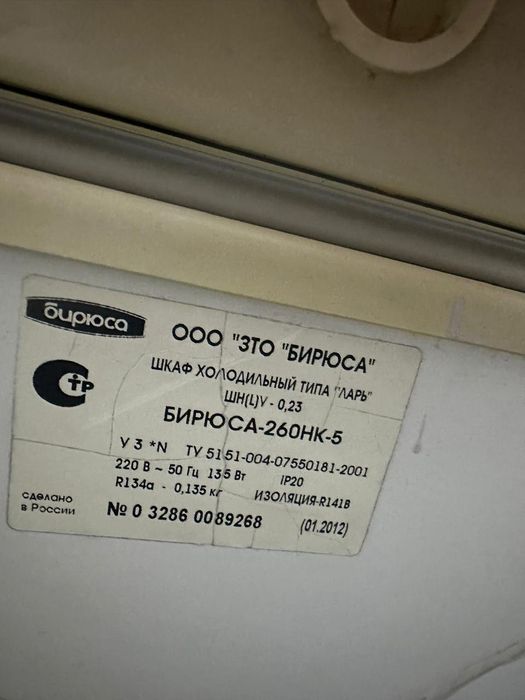 бирюса
ООО "ЗТО "БИРЮСА"
СТР
ШКАФ ХОЛОДИЛЬНЫЙ ТИПА "ЛАРЬ"
ШН(L)V - 0,23
БИРЮСА-260НК-5
У 3 *N ТУ 5151-004-07550181-2001
220 В ~ 50 Гц 135 Вт IP20
R134a - 0,135 кг ИЗОЛЯЦИЯ-R141B
сделано
в России
№ 0 3286 0089268 (01.2012)